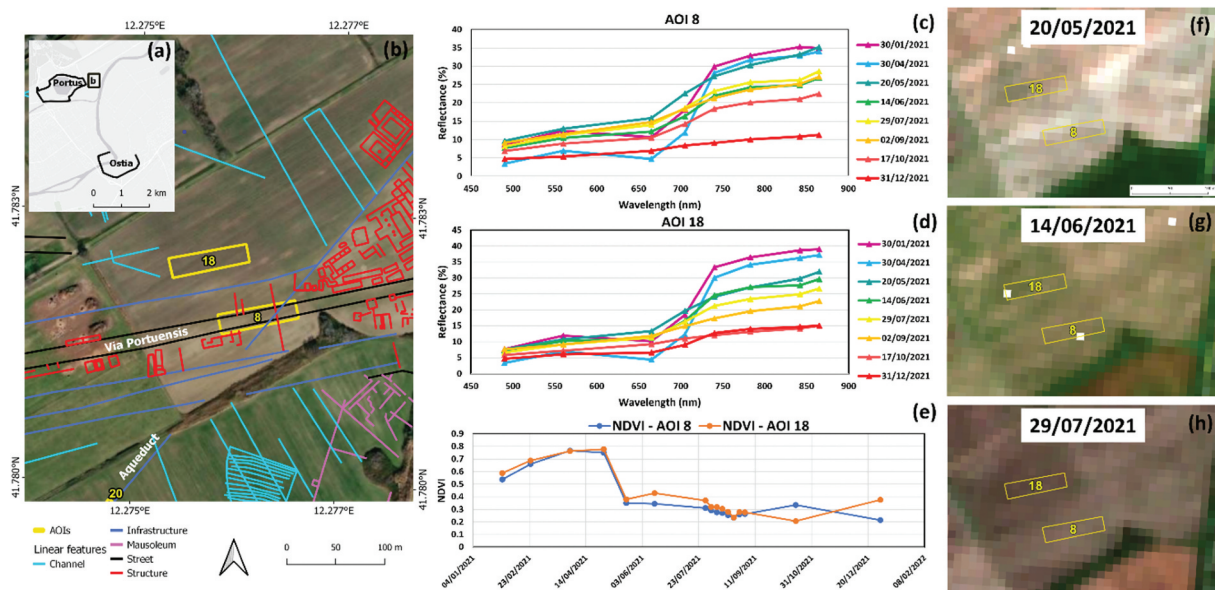 12.275°E
12.277°E
(a)
(b)
Portus
b
Ostia
0 1 2 km
41.783°N
41.783°N
18
8
Via Portuensis
Aqueduct
20
41.780°N
41.780°N
12.275°E
12.277°E
AOIs
Linear features
Channel
Infrastructure
Mausoleum
Street
Structure
0 50 100 m
AOI 8
(c)
Reflectance (%)
40
35
30
25
20
15
10
5
0
450 500 550 600 650 700 750 800 850 900
Wavelength (nm)
30/01/2021
30/04/2021
20/05/2021
14/06/2021
29/07/2021
02/09/2021
17/10/2021
31/12/2021
AOI 18
(d)
Reflectance (%)
45
40
35
30
25
20
15
10
5
0
450 500 550 600 650 700 750 800 850 900
Wavelength (nm)
30/01/2021
30/04/2021
20/05/2021
14/06/2021
29/07/2021
02/09/2021
17/10/2021
31/12/2021
(e)
NDVI - AOI 8 NDVI - AOI 18
NDVI
0.9
0.8
0.7
0.6
0.5
0.4
0.3
0.2
0.1
0
04/01/2021
23/02/2021
14/04/2021
03/06/2021
23/07/2021
11/09/2021
31/10/2021
20/12/2021
08/02/2022
20/05/2021
(f)
18
8
14/06/2021
(g)
18
8
29/07/2021
(h)
18
8